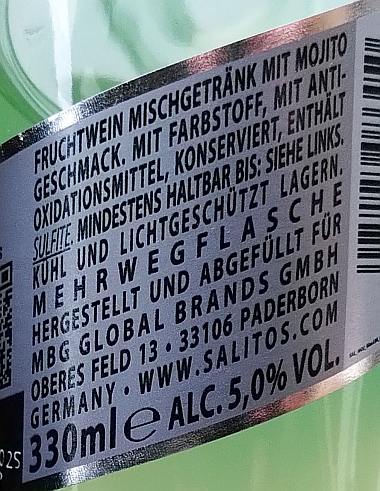 FRUCHTWEIN MISCHGETRÄNK MIT MOJITO
GESCHMACK. MIT FARBSTOFF, MIT ANTI-
OXIDATIONSMITTEL, KONSERVIERT, ENTHÄLT
SULFITE. MINDESTENS HALTBAR BIS: SIEHE LINKS.
KÜHL UND LICHTGESCHÜTZT LAGERN.
MEHRWEGFLASCHE
HERGESTELLT UND ABGEFÜLLT FÜR
MBG GLOBAL BRANDS GMBH
OBERES FELD 13 • 33106 PADERBORN
GERMANY • WWW.SALITOS.COM
330ml e ALC. 5,0% VOL.